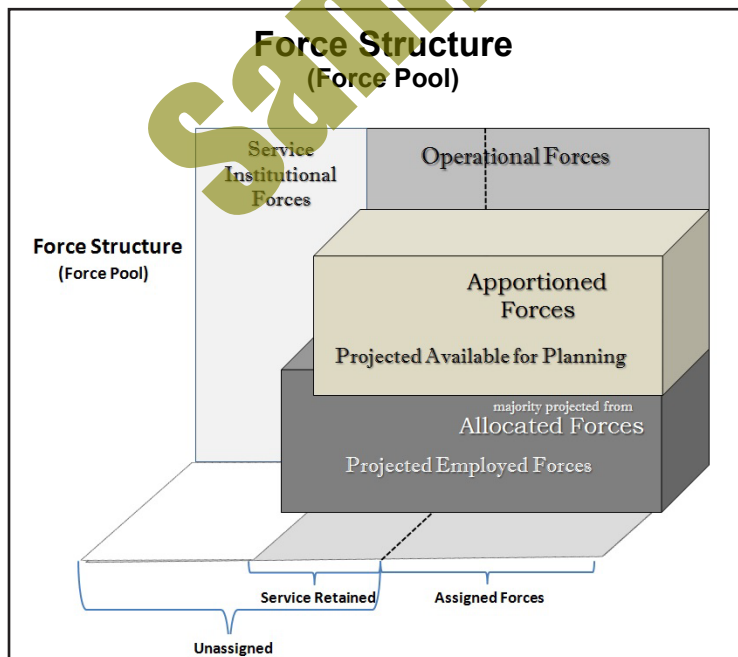 Force Structure
(Force Pool)
Service
Institutional
Forces
Operational Forces
Force Structure
(Force Pool)
Apportioned
Forces
Projected Available for Planning
majority projected from
Allocated Forces
Projected Employed Forces
Service Retained
Assigned Forces
Unassigned